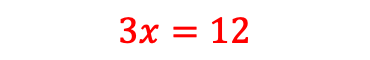 3x = 12